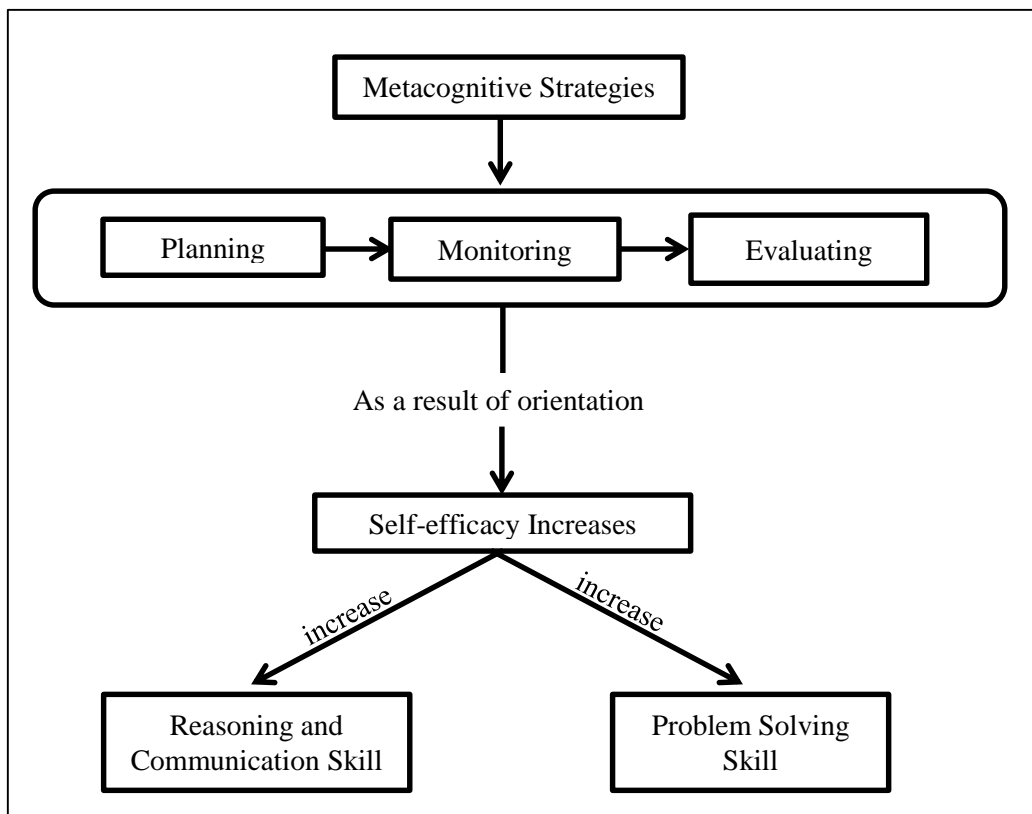 Metacognitive Strategies
Planning
Monitoring
Evaluating
As a result of orientation
Self-efficacy Increases
increase
increase
Reasoning and
Communication Skill
Problem Solving
Skill